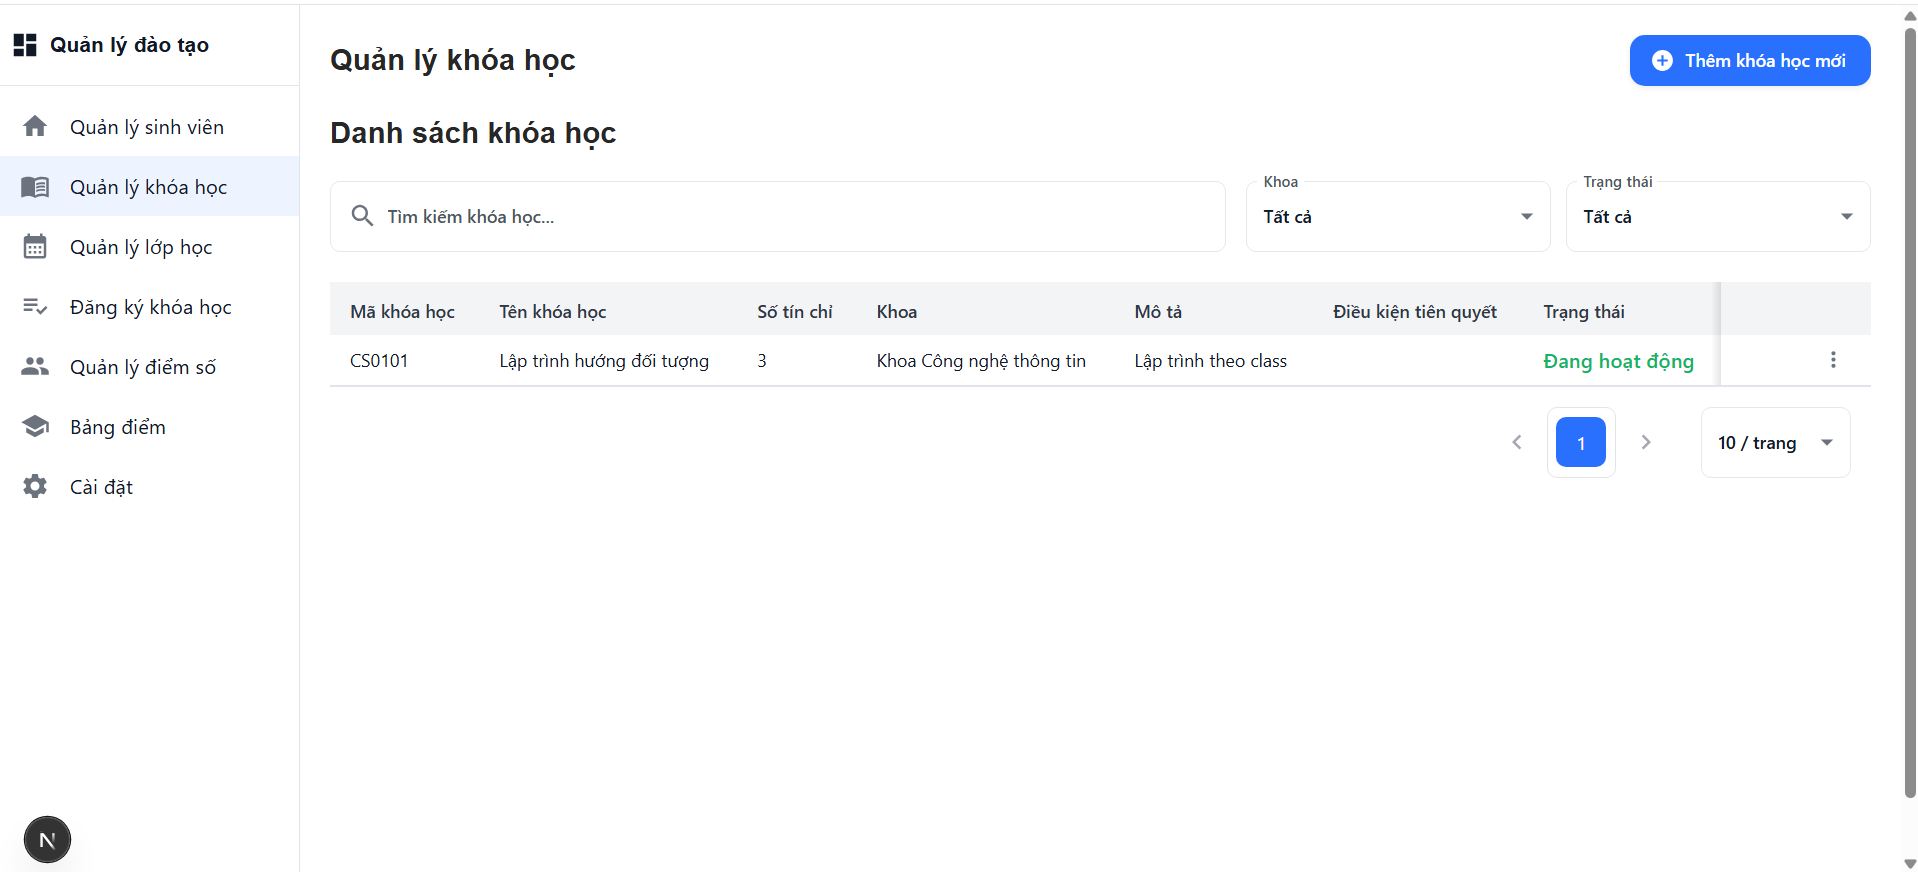 Quản lý đào tạo
Quản lý sinh viên
Quản lý khóa học
Quản lý lớp học
Đăng ký khóa học
Quản lý điểm số
Bảng điểm
Cài đặt
N
Quản lý khóa học
Thêm khóa học mới
Danh sách khóa học
Tìm kiếm khóa học...
Khoa
Tất cả
Trạng thái
Tất cả
Mã khóa học Tên khóa học Số tín chỉ Khoa Mô tả Điều kiện tiên quyết Trạng thái
CS0101 Lập trình hướng đối tượng 3 Khoa Công nghệ thông tin Lập trình theo class Đang hoạt động
1 10 / trang